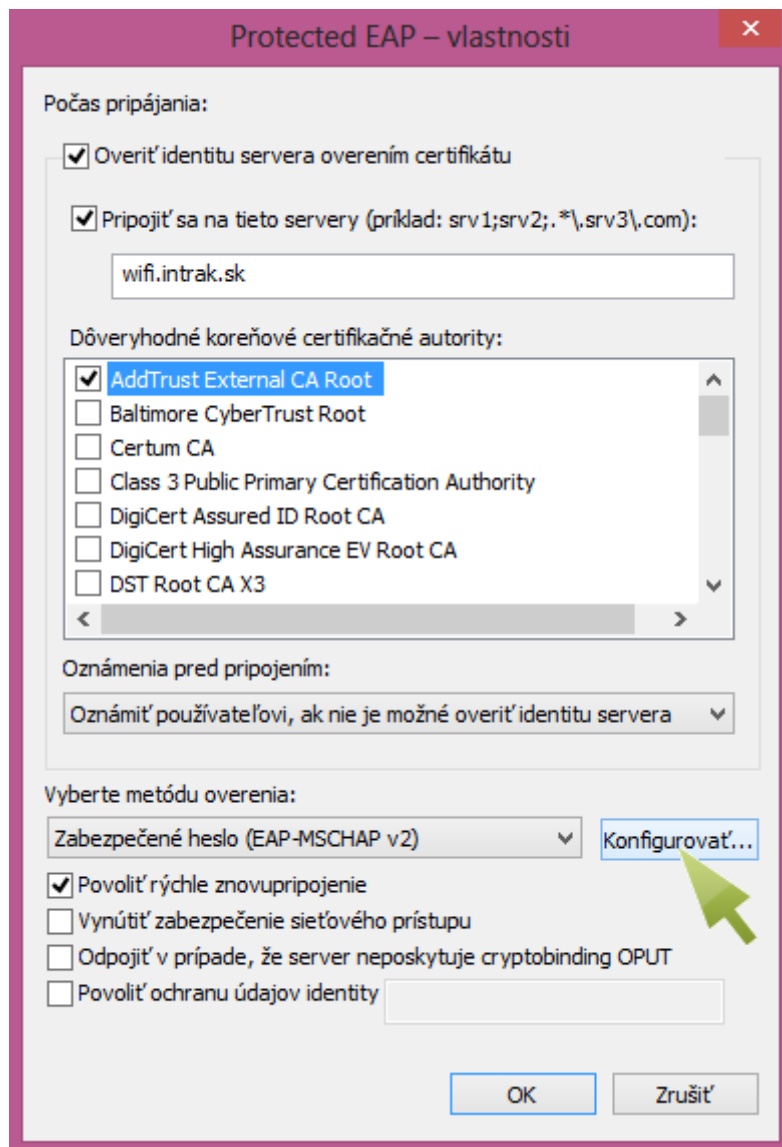 Protected EAP – vlastnosti
Počas pripájania:
Overiť identitu servera overením certifikátu
Pripojiť sa na tieto servery (príklad: srv1;srv2;.*\.srv3\.com):
wifi.intrak.sk
Dôveryhodné koreňové certifikačné autority:
AddTrust External CA Root
Baltimore CyberTrust Root
Certum CA
Class 3 Public Primary Certification Authority
DigiCert Assured ID Root CA
DigiCert High Assurance EV Root CA
DST Root CA X3
Oznámenia pred pripojením:
Oznámiť používateľovi, ak nie je možné overiť identitu servera
Vyberte metódu overenia:
Zabezpečené heslo (EAP-MSCHAP v2)
Konfigurovať...
Povoliť rýchle znovupripojenie
Vynútiť zabezpečenie sieťového prístupu
Odpojiť v prípade, že server neposkytuje cryptobinding OPUT
Povoliť ochranu údajov identity
OK
Zrušiť